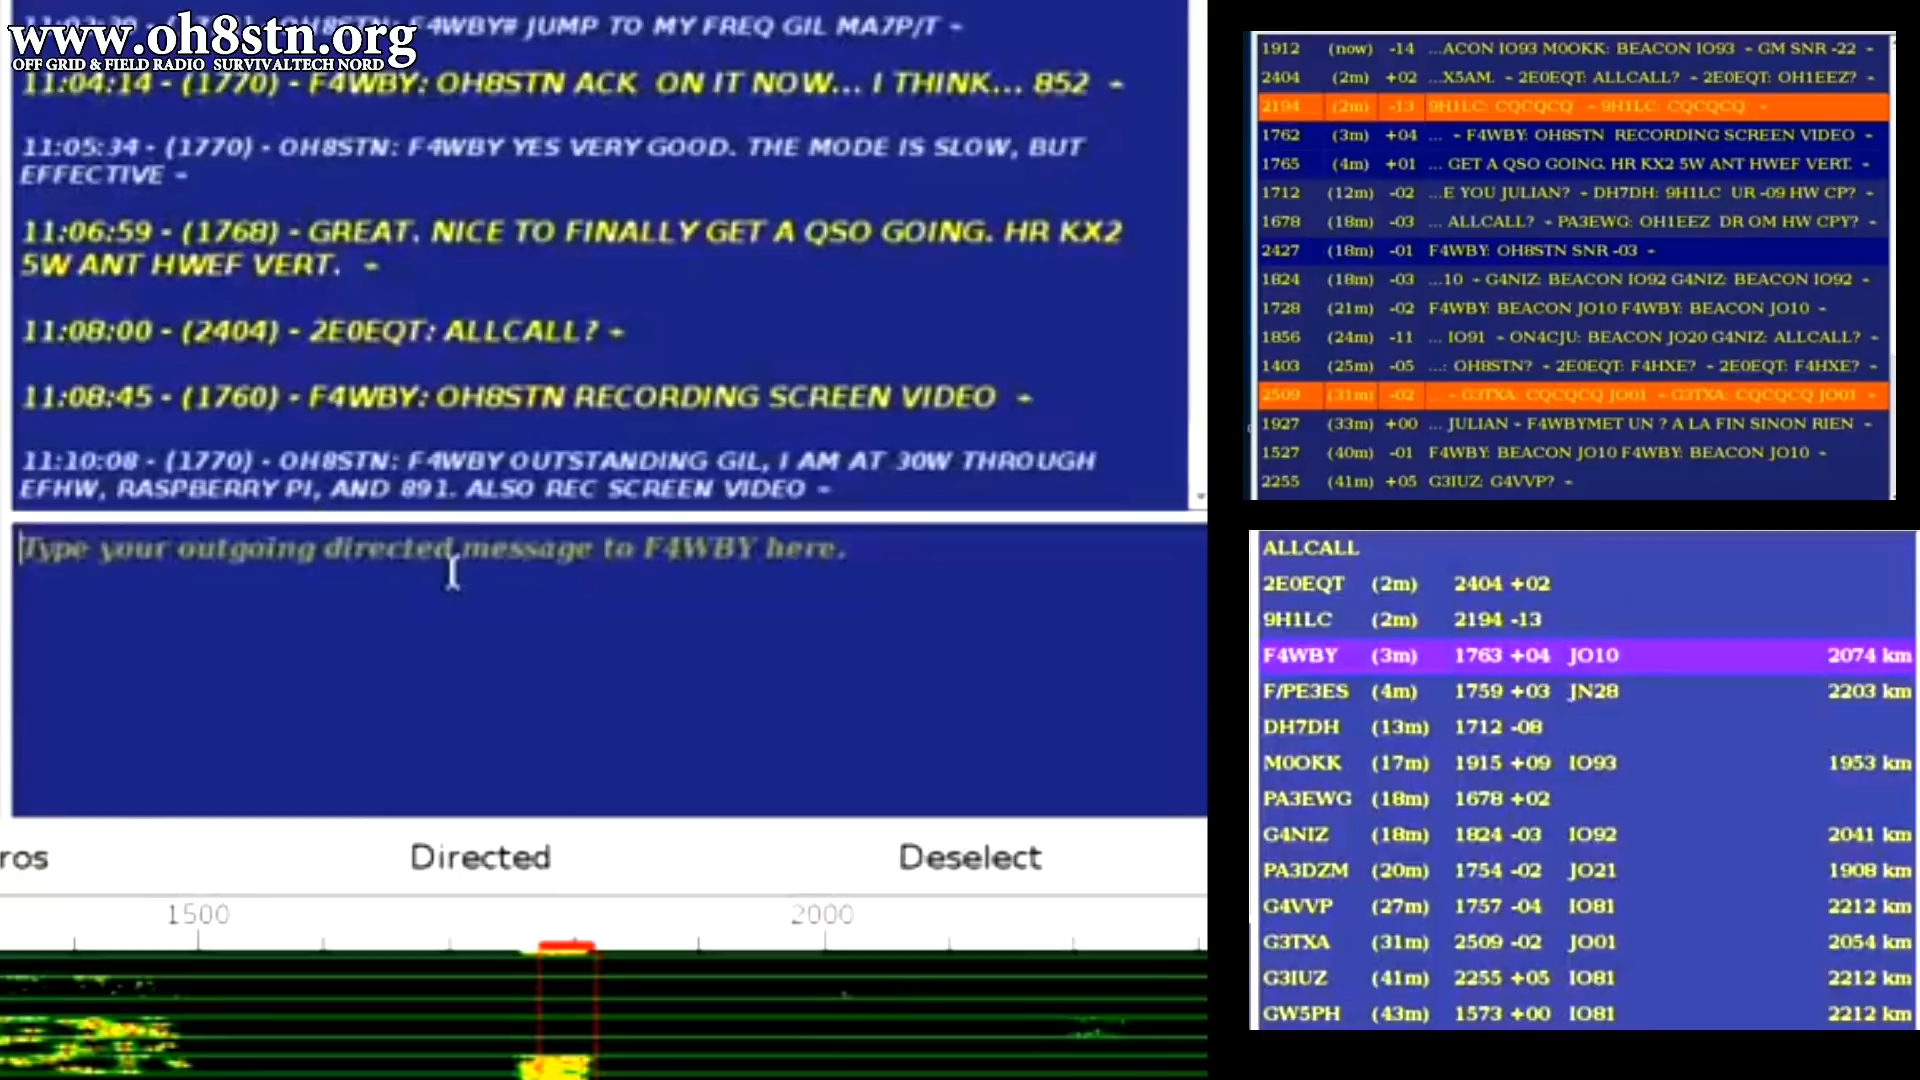 www.oh8stn.org
OFF GRID & FIELD RADIO SURVIVALTECH NORD
F4WBY# JUMP TO MY FREQ GIL MA7P/T -
11:04:14 - (1770) - F4WBY: OH8STN ACK ON IT NOW... I THINK... 852 -
11:05:34 - (1770) - OH8STN: F4WBY YES VERY GOOD. THE MODE IS SLOW, BUT
EFFECTIVE -
11:06:59 - (1768) - GREAT. NICE TO FINALLY GET A QSO GOING. HR KX2
5W ANT HWEF VERT. -
11:08:00 - (2404) - 2E0EQT: ALLCALL? -
11:08:45 - (1760) - F4WBY: OH8STN RECORDING SCREEN VIDEO -
11:10:08 - (1770) - OH8STN: F4WBY OUTSTANDING GIL, I AM AT 30W THROUGH
EFHW, RASPBERRY PI, AND 891. ALSO REC SCREEN VIDEO -
Type your outgoing directed message to F4WBY here.
ros Directed Deselect
1500 2000
1912 (now) -14 ...ACON IO93 M0OKK: BEACON IO93 - GM SNR -22 -
2404 (2m) +02 ...X5AM. - 2E0EQT: ALLCALL? - 2E0EQT: OH1EEZ? -
2194 (2m) -13 9H1LC: CQCQCQ - 9H1LC: CQCQCQ -
1762 (3m) +04 ... - F4WBY: OH8STN RECORDING SCREEN VIDEO -
1765 (4m) +01 ... GET A QSO GOING. HR KX2 5W ANT HWEF VERT. -
1712 (12m) -02 ...E YOU JULIAN? - DH7DH: 9H1LC UR -09 HW CP? -
1678 (18m) -03 ... ALLCALL? - PA3EWG: OH1EEZ DR OM HW CPY? -
2427 (18m) -01 F4WBY: OH8STN SNR -03 -
1824 (18m) -03 ...10 - G4NIZ: BEACON IO92 G4NIZ: BEACON IO92 -
1728 (21m) -02 F4WBY: BEACON JO10 F4WBY: BEACON JO10 -
1856 (24m) -11 ... IO91 - ON4CJU: BEACON JO20 G4NIZ: ALLCALL? -
1403 (25m) -05 ...: OH8STN? - 2E0EQT: F4HXE? - 2E0EQT: F4HXE? -
2509 (31m) -02 - G3TXA: CQCQCQ JO01 - G3TXA: CQCQCQ JO01 -
1927 (33m) +00 ... JULIAN - F4WBYMET UN ? A LA FIN SINON RIEN -
1527 (40m) -01 F4WBY: BEACON JO10 F4WBY: BEACON JO10 -
2255 (41m) +05 G3IUZ: G4VVP? -
ALLCALL
2E0EQT (2m) 2404 +02
9H1LC (2m) 2194 -13
F4WBY (3m) 1763 +04 JO10 2074 km
F/PE3ES (4m) 1759 +03 JN28 2203 km
DH7DH (13m) 1712 -08
M0OKK (17m) 1915 +09 IO93 1953 km
PA3EWG (18m) 1678 +02
G4NIZ (18m) 1824 -03 IO92 2041 km
PA3DZM (20m) 1754 -02 JO21 1908 km
G4VVP (27m) 1757 -04 IO81 2212 km
G3TXA (31m) 2509 -02 JO01 2054 km
G3IUZ (41m) 2255 +05 IO81 2212 km
GW5PH (43m) 1573 +00 IO81 2212 km